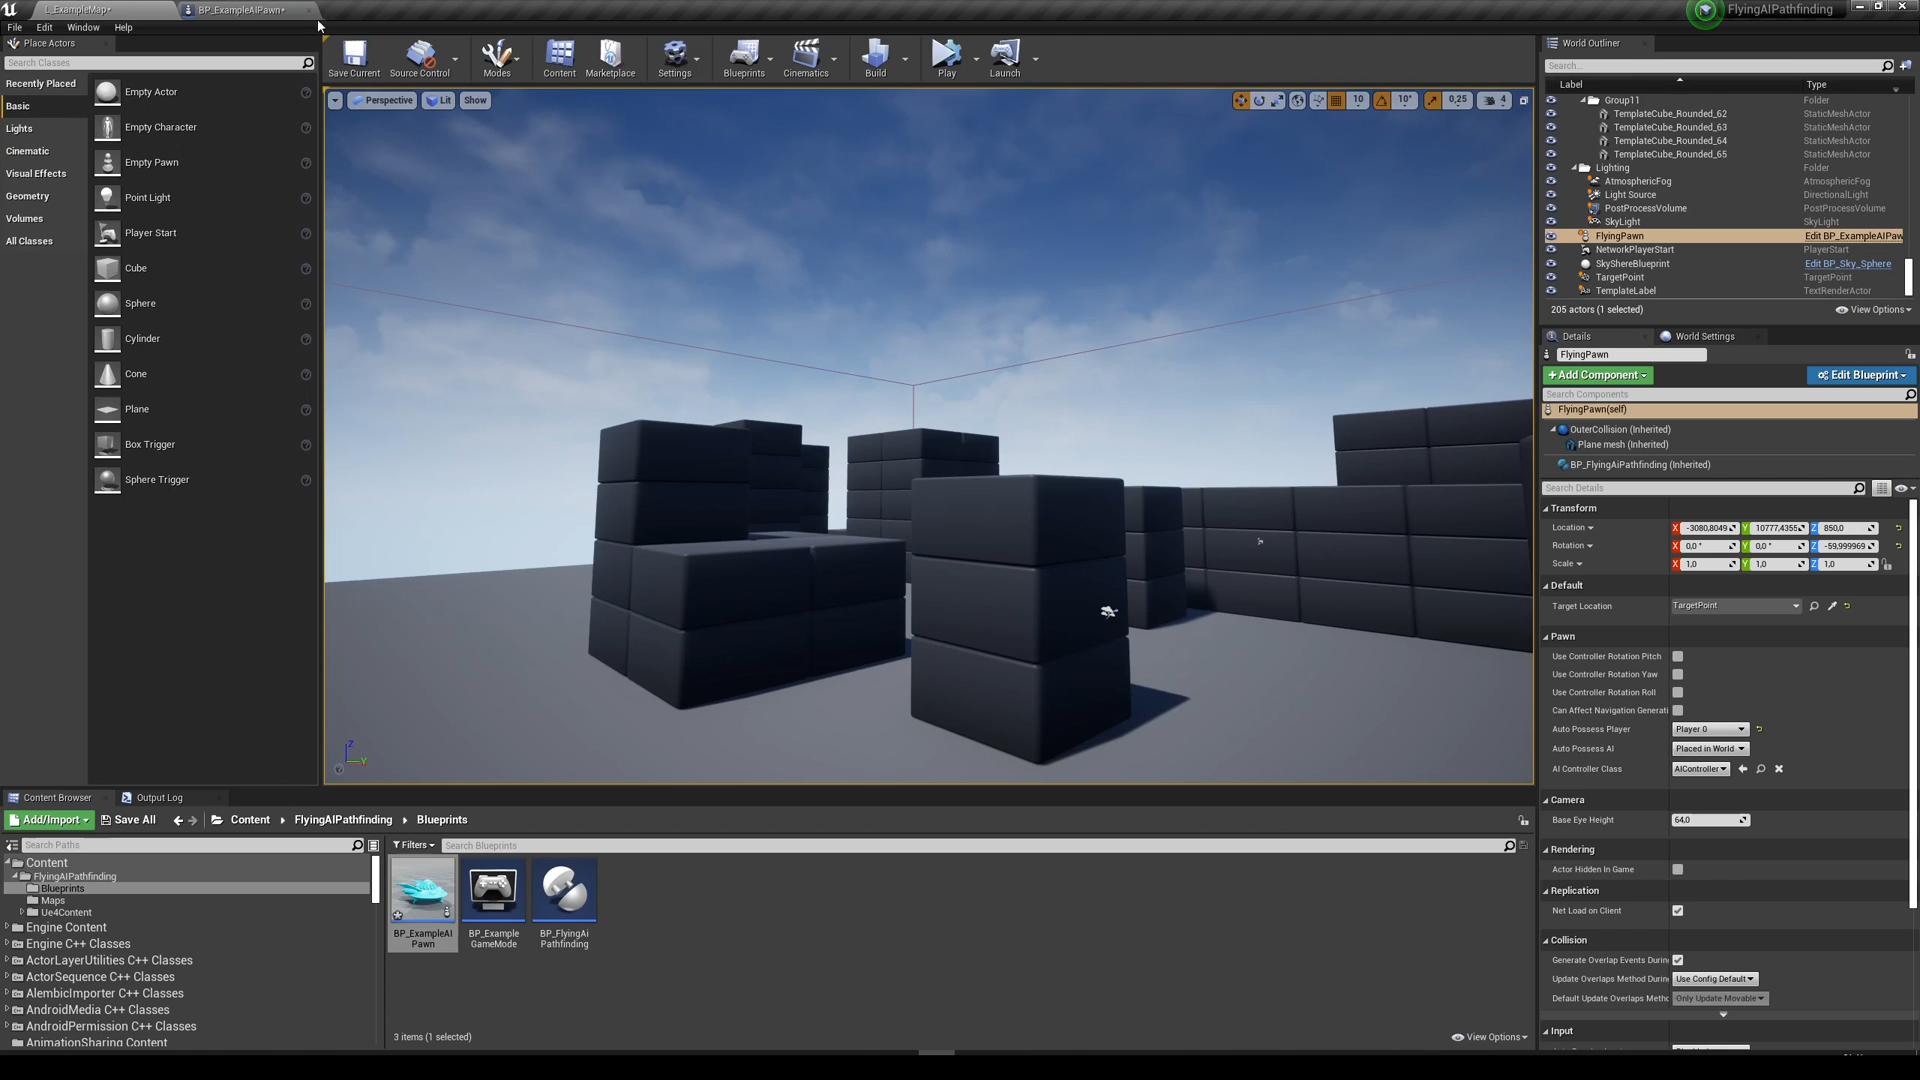 L_ExampleMap*
BP_ExampleAIPawn*
FlyingAIPathfinding
File
Edit
Window
Help
Place Actors
Search Classes
Recently Placed
Basic
Lights
Cinematic
Visual Effects
Geometry
Volumes
All Classes
Empty Actor
Empty Character
Empty Pawn
Point Light
Player Start
Cube
Sphere
Cylinder
Cone
Plane
Box Trigger
Sphere Trigger
Save Current
Source Control
Modes
Content
Marketplace
Settings
Blueprints
Cinematics
Build
Play
Launch
Perspective
Lit
Show
10
10°
0,25
4
Z
Y
World Outliner
Search...
Label
Type
Group11
Folder
TemplateCube_Rounded_62
StaticMeshActor
TemplateCube_Rounded_63
StaticMeshActor
TemplateCube_Rounded_64
StaticMeshActor
TemplateCube_Rounded_65
StaticMeshActor
Lighting
Folder
AtmosphericFog
AtmosphericFog
Light Source
DirectionalLight
PostProcessVolume
PostProcessVolume
SkyLight
SkyLight
FlyingPawn
Edit BP_ExampleAIPaw
NetworkPlayerStart
PlayerStart
SkyShereBlueprint
Edit BP_Sky_Sphere
TargetPoint
TargetPoint
TemplateLabel
TextRenderActor
205 actors (1 selected)
View Options
Details
World Settings
FlyingPawn
+Add Component
Edit Blueprint
Search Components
FlyingPawn(self)
OuterCollision (Inherited)
Plane mesh (Inherited)
BP_FlyingAiPathfinding (Inherited)
Search Details
Transform
Location
X -3080,8049
Y 10777,4355
Z 850,0
Rotation
X 0,0 °
Y 0,0 °
Z -59,999969
Scale
X 1,0
Y 1,0
Z 1,0
Default
Target Location
TargetPoint
Pawn
Use Controller Rotation Pitch
Use Controller Rotation Yaw
Use Controller Rotation Roll
Can Affect Navigation Generati
Auto Possess Player
Player 0
Auto Possess AI
Placed in World
AI Controller Class
AIController
Camera
Base Eye Height
64,0
Rendering
Actor Hidden In Game
Replication
Net Load on Client
Collision
Generate Overlap Events Durin
Update Overlaps Method Durin
Use Config Default
Default Update Overlaps Metho
Only Update Movable
Input
Content Browser
Output Log
Add/Import
Save All
Content
FlyingAIPathfinding
Blueprints
Search Paths
Filters
Search Blueprints
Content
FlyingAIPathfinding
Blueprints
Maps
Ue4Content
Engine Content
Engine C++ Classes
ActorLayerUtilities C++ Classes
ActorSequence C++ Classes
AlembicImporter C++ Classes
AndroidMedia C++ Classes
AndroidPermission C++ Classes
AnimationSharing Content
BP_ExampleAI
Pawn
BP_Example
GameMode
BP_FlyingAi
Pathfinding
3 items (1 selected)
View Options